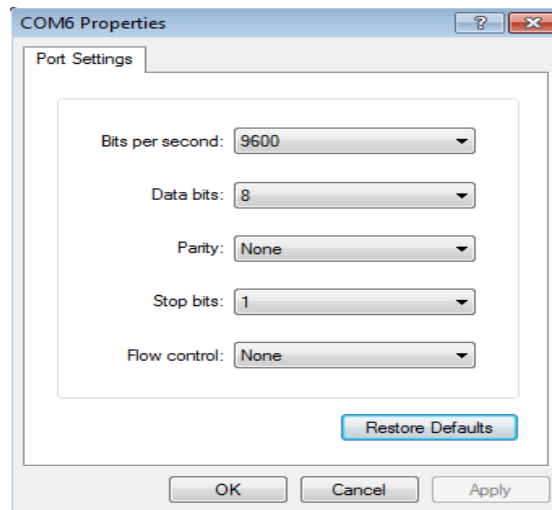 COM6 Properties
Port Settings
Bits per second: 9600
Data bits: 8
Parity: None
Stop bits: 1
Flow control: None
Restore Defaults
OK Cancel Apply